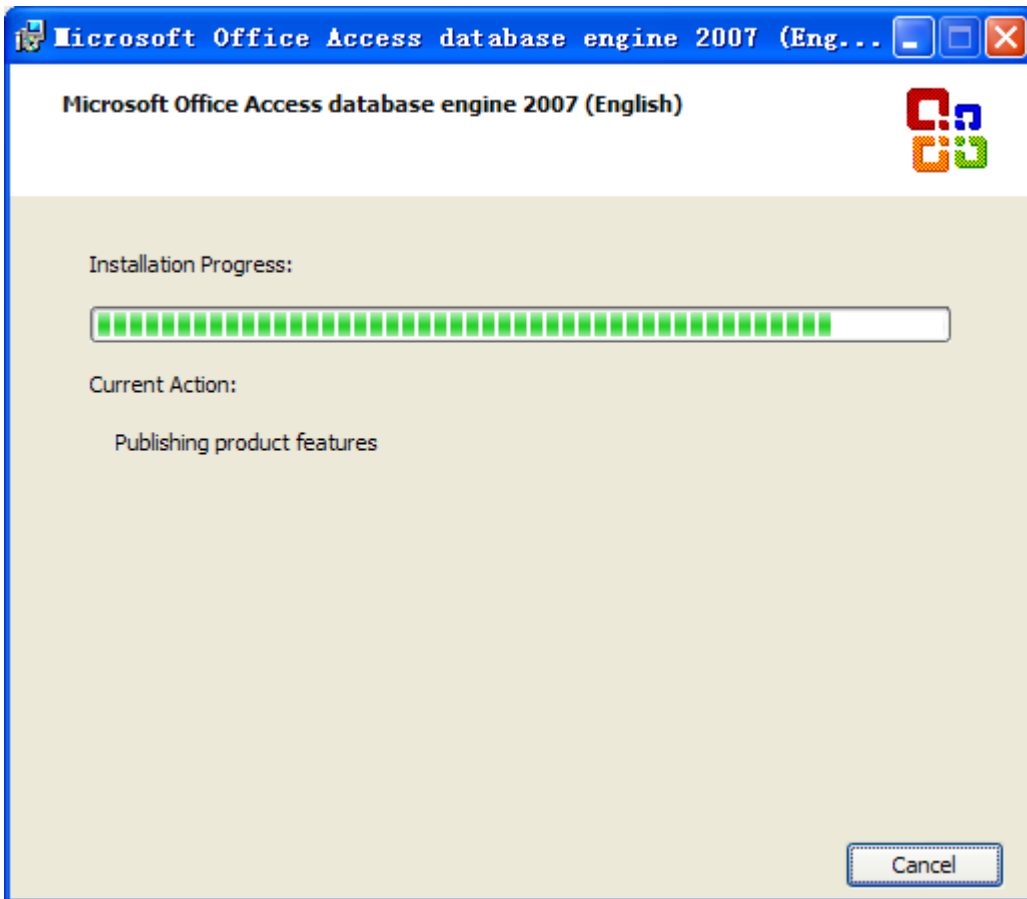 Microsoft Office Access database engine 2007 (Eng...
Microsoft Office Access database engine 2007 (English)
Installation Progress:
Current Action:
Publishing product features
Cancel